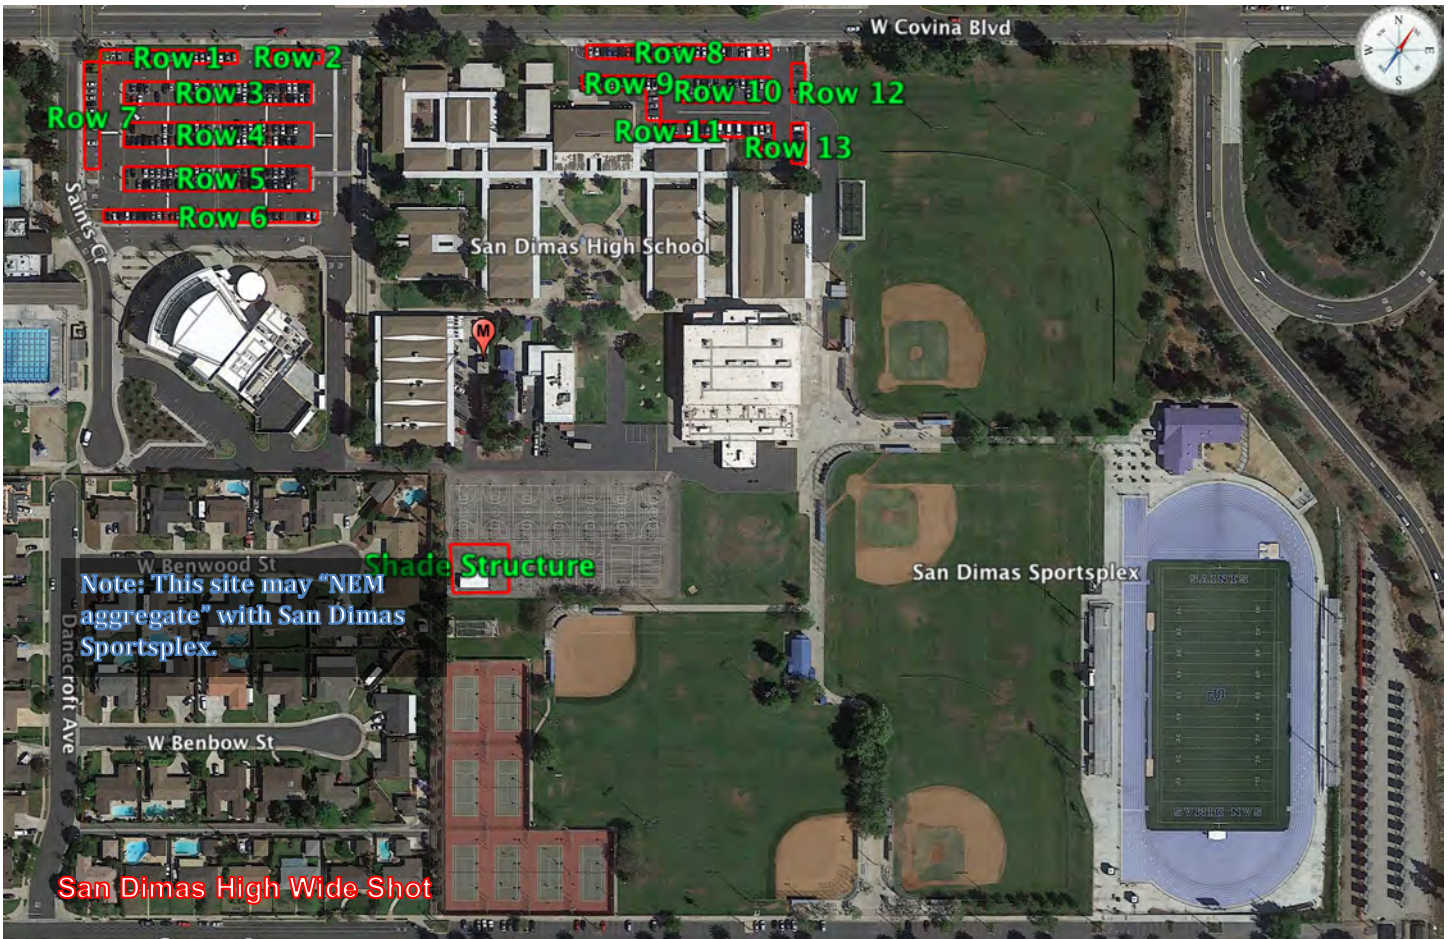 W Covina Blvd
N
W
E
S
Row 1
Row 2
Row 3
Row 7
Row 4
Row 5
Row 6
Row 8
Row 9
Row 10
Row 12
Row 11
Row 13
Saints Ct
San Dimas High School
M
W Benwood St
Shade Structure
San Dimas Sportsplex
Note: This site may “NEM
aggregate” with San Dimas
Sportsplex.
Danecroft Ave
W Benbow St
SAINTS
SAN DIMAS
San Dimas High Wide Shot